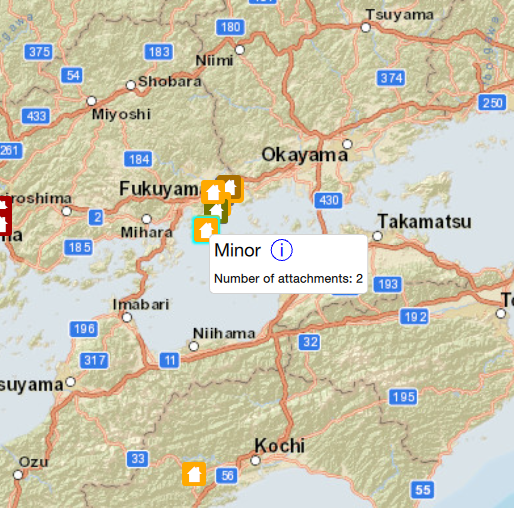 Tsuyama
180
375
183
Niimi
54
Shobara
374
Miyoshi
433
250
261
184
Okayama
Fukuyama
iroshima
430
2
Mihara
Takamatsu
185
Minor i
Number of attachments: 2
193
Imabari
192
196
Niihama
32
317
11
suyama
195
Kochi
33
Ozu
56
55